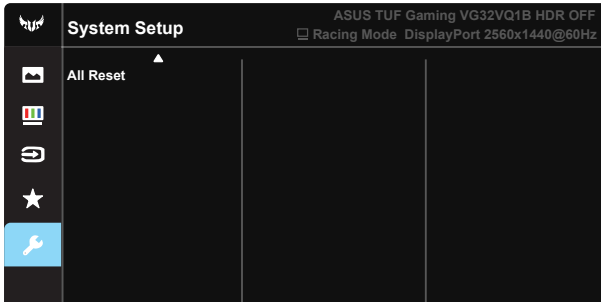 ASUS TUF Gaming VG32VQ1B HDR OFF
System Setup
Racing Mode DisplayPort 2560x1440@60Hz
All Reset